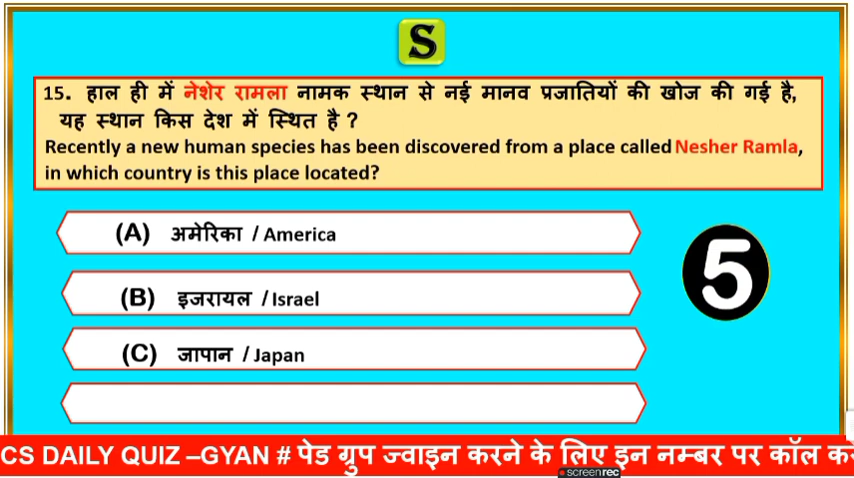 S
15. हाल ही में नेशेर रामला नामक स्थान से नई मानव प्रजातियों की खोज की गई है,
यह स्थान किस देश में स्थित है ?
Recently a new human species has been discovered from a place called Nesher Ramla,
in which country is this place located?
(A) अमेरिका / America
(B) इजरायल / Israel
5
(C) जापान / Japan
CS DAILY QUIZ –GYAN # पेड ग्रुप ज्वाइन करने के लिए इन नम्बर पर कॉल
screenrec